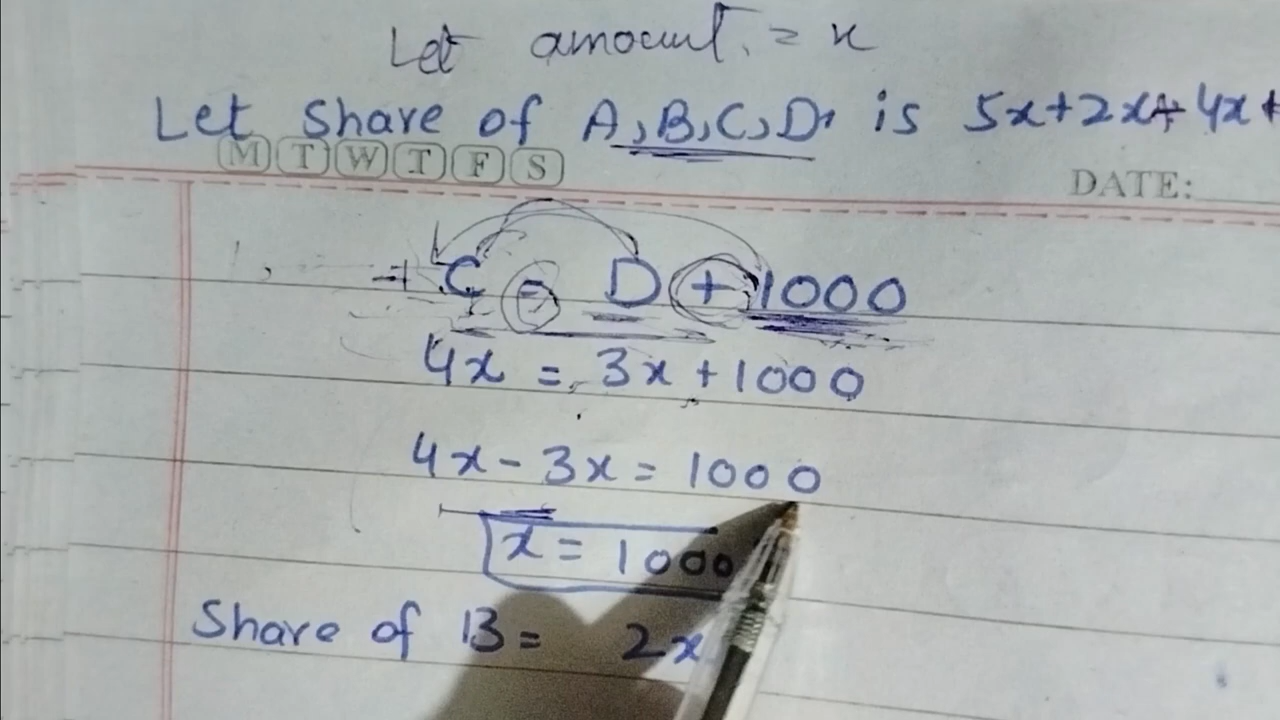 Let amount = x
Let share of A,B,C,D is 5x+2x+4x+
M T W T F S
DATE:
C = D + 1000
4x = 3x + 1000
4x - 3x = 1000
x = 1000
Share of B = 2x